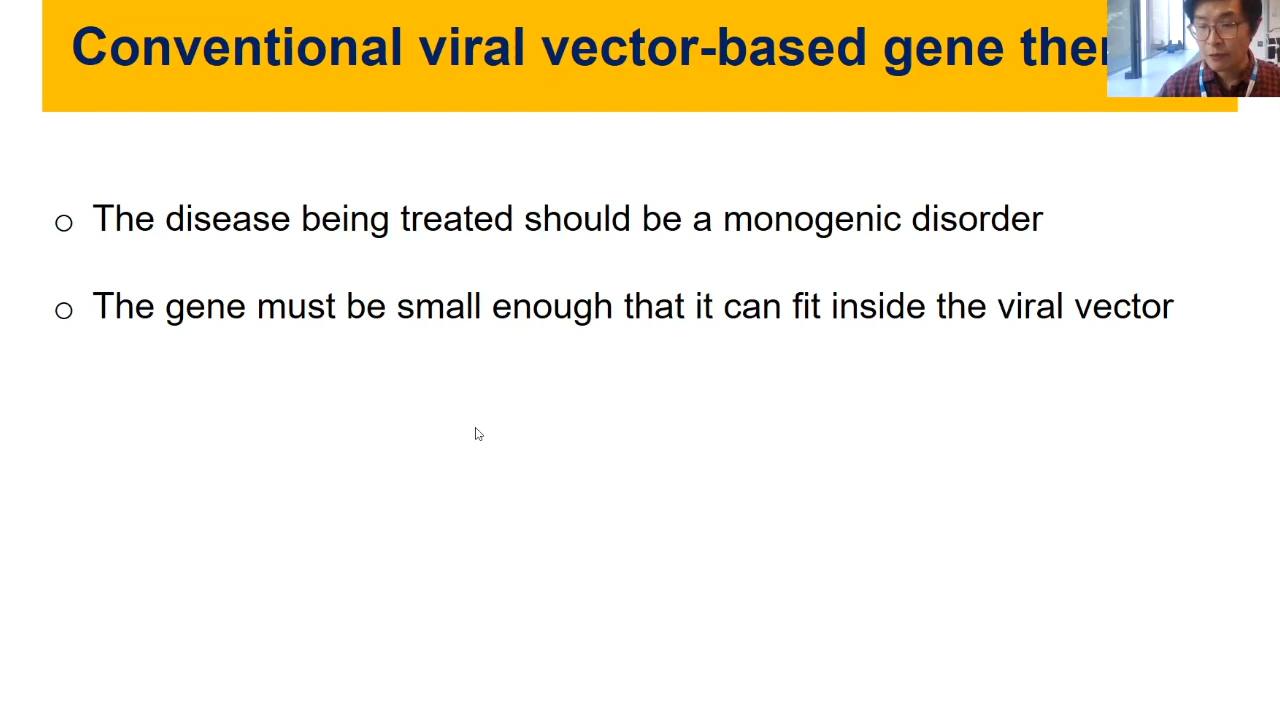 Conventional viral vector-based gene ther
o The disease being treated should be a monogenic disorder
o The gene must be small enough that it can fit inside the viral vector